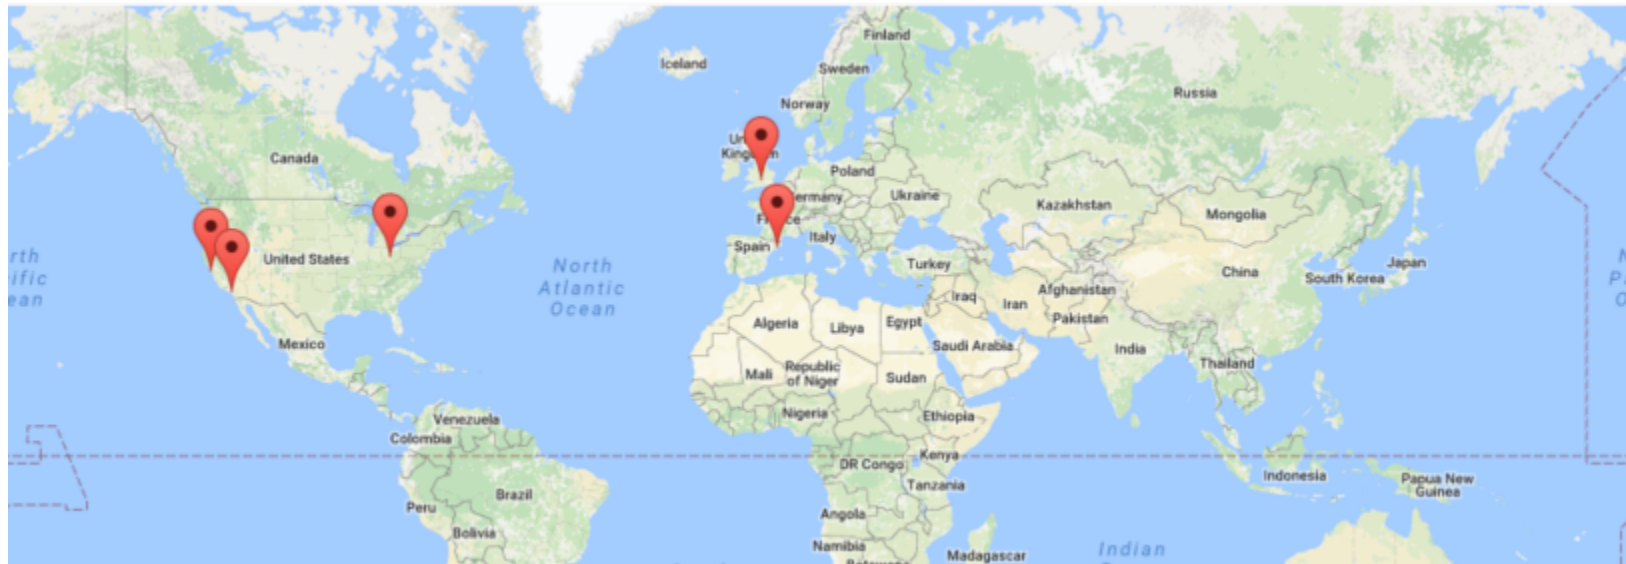 Finland
Iceland
Sweden
Russia
Norway
Canada
Poland
Ukraine
Kazakhstan
Mongolia
Spain
Italy
United States
Turkey
China
South Korea
Japan
North
Atlantic
Ocean
Iraq
Iran
Afghanistan
Pakistan
Algeria
Libya
Egypt
Saudi Arabia
India
Mexico
Mali
Republic
of Niger
Sudan
Thailand
Nigeria
Ethiopia
Venezuela
Colombia
DR Congo
Kenya
Tanzania
Indonesia
Papua New
Guinea
Brazil
Peru
Angola
Bolivia
Namibia
Madagascar
Indian